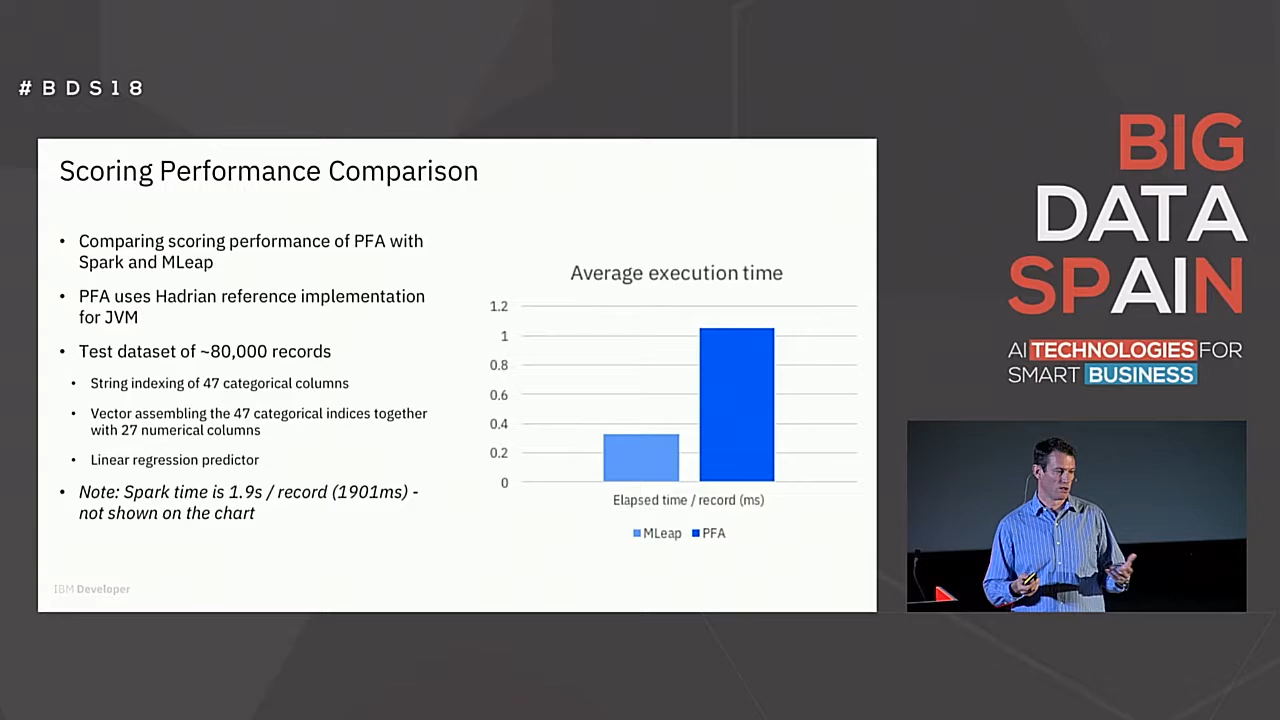 #BDS18
Scoring Performance Comparison
• Comparing scoring performance of PFA with
Spark and MLeap
• PFA uses Hadrian reference implementation
for JVM
• Test dataset of ~80,000 records
• String indexing of 47 categorical columns
• Vector assembling the 47 categorical indices together
with 27 numerical columns
• Linear regression predictor
• Note: Spark time is 1.9s / record (1901ms) -
not shown on the chart
Average execution time
1.2
1
0.8
0.6
0.4
0.2
0
Elapsed time / record (ms)
MLeap PFA
IBM Developer
BIG
DATA
SPAIN
AI TECHNOLOGIES FOR
SMART BUSINESS